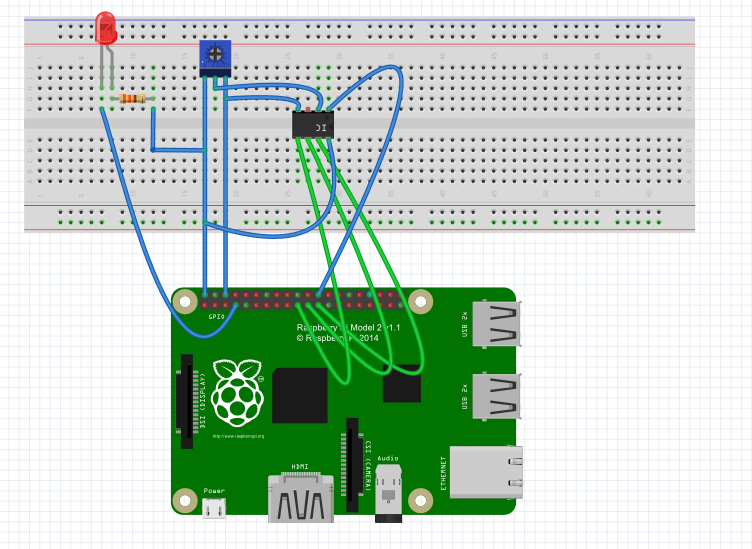 IC
GPIO
Raspberry Pi Model 2 v1.1
© Raspberry Pi 2014
USB 2x
USB 2x
DSI (DISPLAY)
http://www.raspberrypi.org
CSI (CAMERA)
Audio
ETHERNET
HDMI
Power